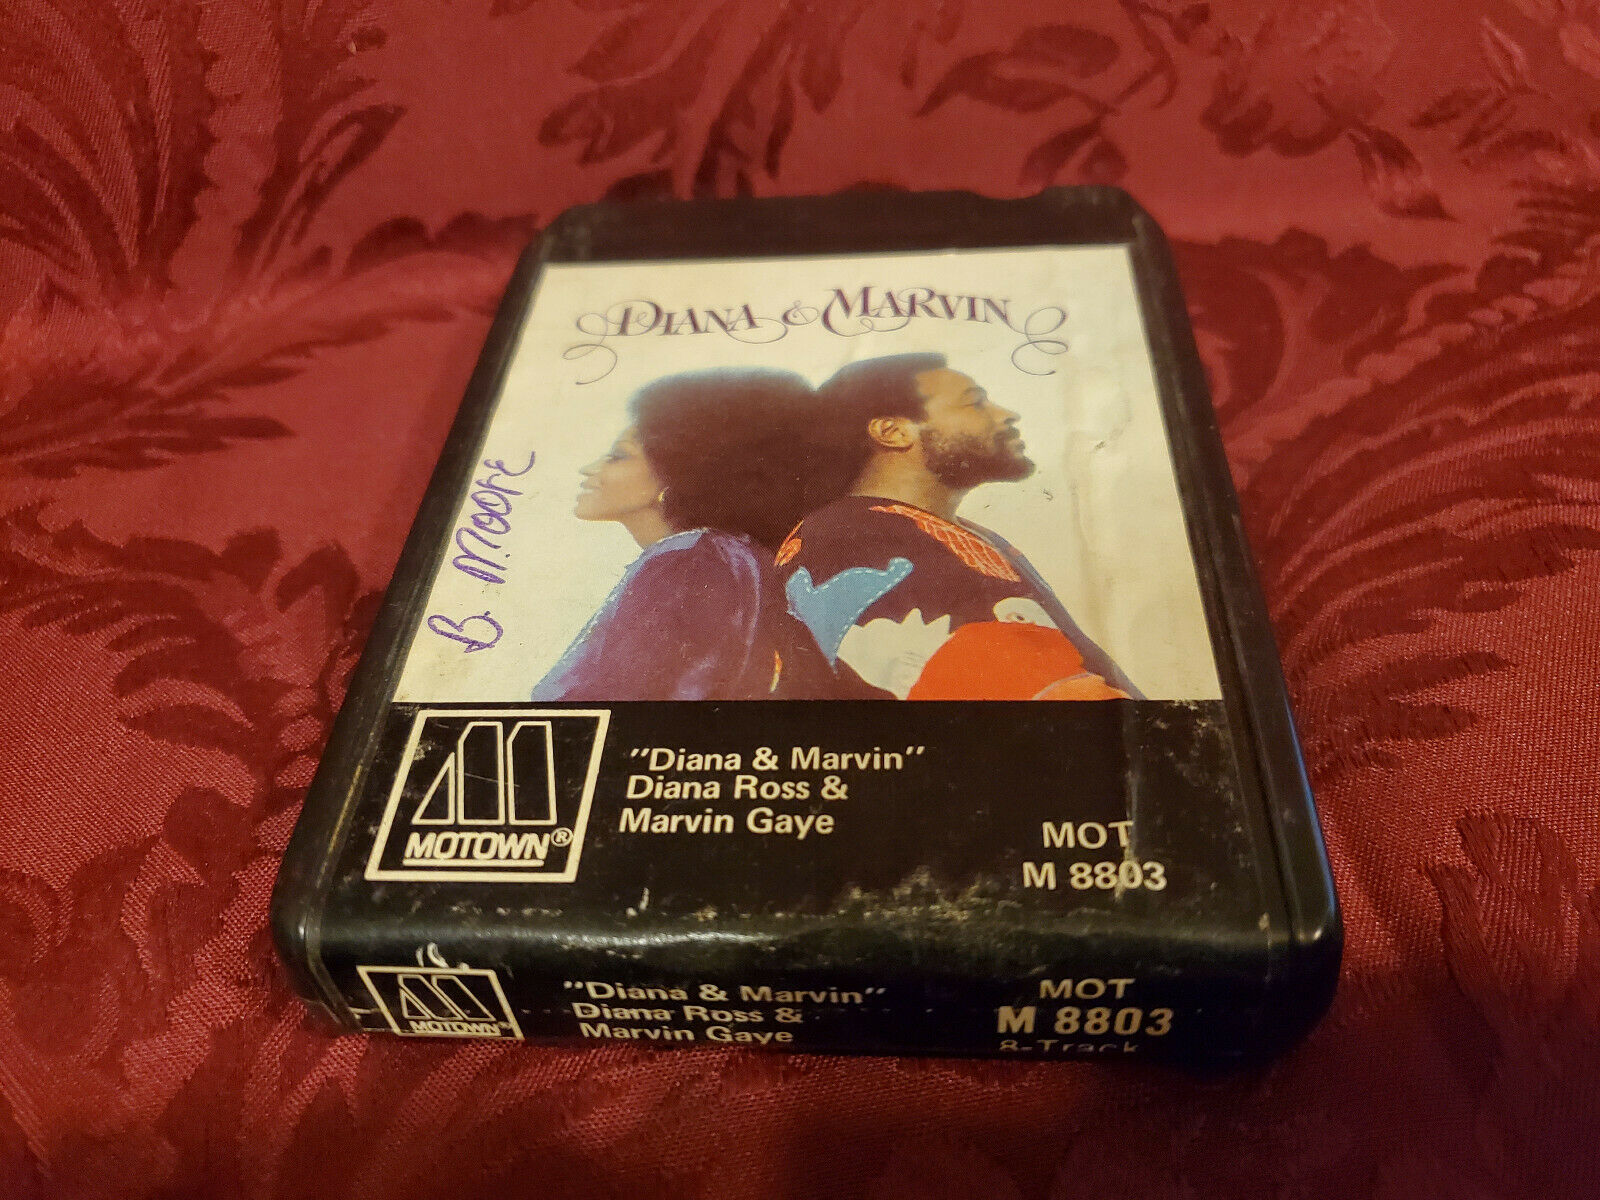 DIANA & MARVIN
B. Moore
"Diana & Marvin"
Diana Ross &
Marvin Gaye
MOTOWN®
MOT
M 8803
"Diana & Marvin"
Diana Ross &
Marvin Gaye
MOTOWN®
MOT
M 8803
8-Track